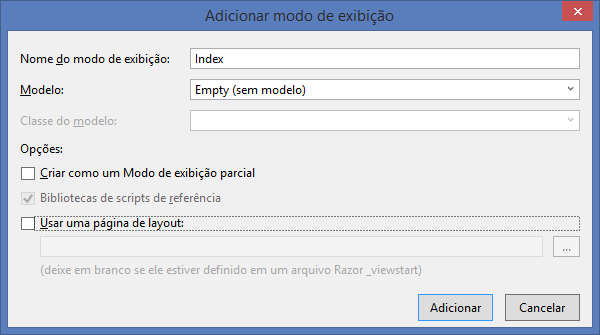 Adicionar modo de exibição
Nome do modo de exibição: Index
Modelo: Empty (sem modelo)
Classe do modelo:
Opções:
Criar como um Modo de exibição parcial
Bibliotecas de scripts de referência
Usar uma página de layout:
...
(deixe em branco se ele estiver definido em um arquivo Razor _viewstart)
Adicionar Cancelar